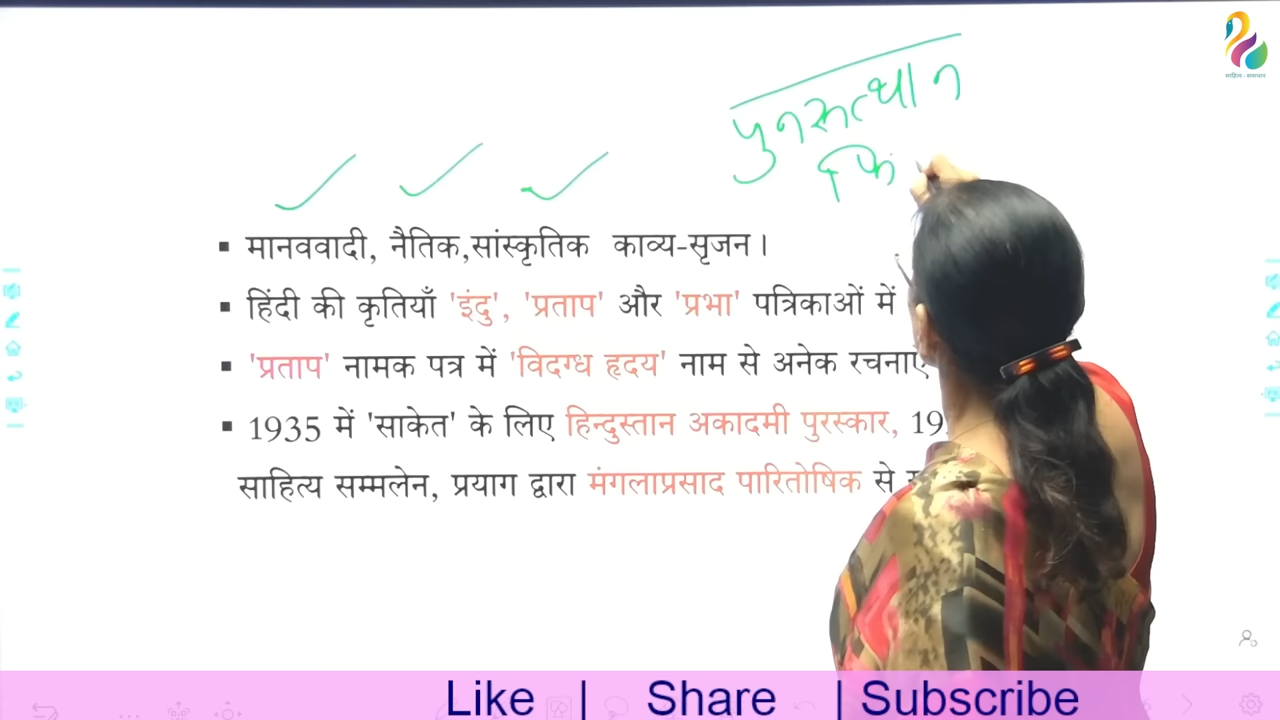 साहित्य - समाचार
पुनरुत्थान
मानववादी, नैतिक,सांस्कृतिक काव्य-सृजन।
हिंदी की कृतियाँ 'इंदु', 'प्रताप' और 'प्रभा' पत्रिकाओं में
'प्रताप' नामक पत्र में 'विदग्ध हृदय' नाम से अनेक
1935 में 'साकेत' के लिए हिन्दुस्तान अकादमी पुरस्कार,
साहित्य सम्मलेन, प्रयाग द्वारा मंगलाप्रसाद पारितोषिक से
Like | Share | Subscribe